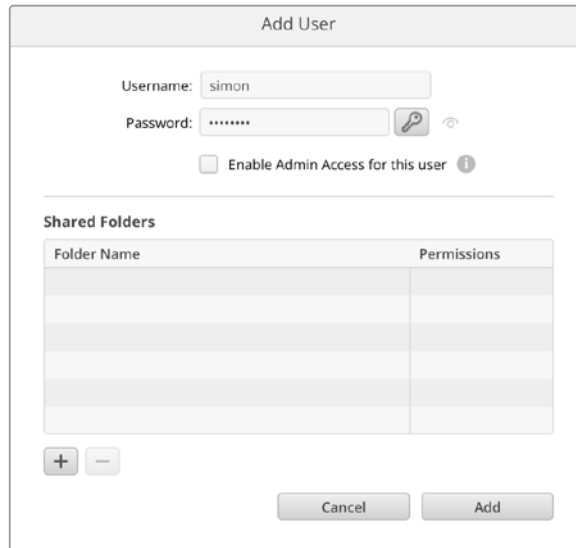 Add User
Username: simon
Password: ••••••••
Enable Admin Access for this user i
Shared Folders
Folder Name Permissions
+ −
Cancel Add